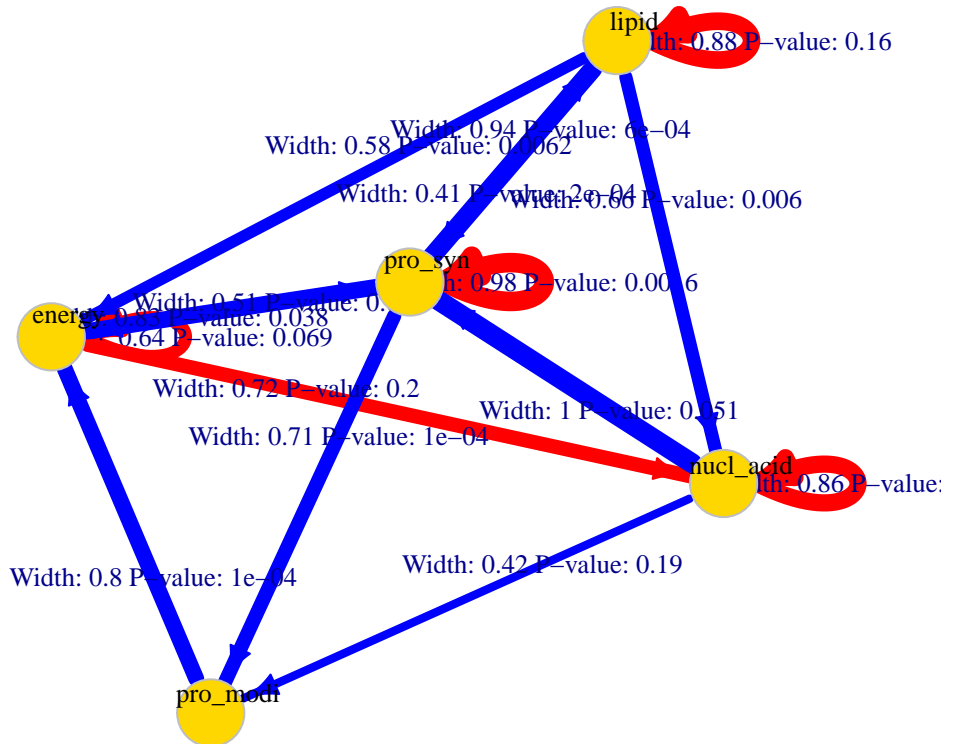 lipid
dth: 0.88 P−value: 0.16
Width: 0.94 P−value: 6e−04
Width: 0.58 P−value: 0.0062
Width: 0.41 P−value: 2e−04
Width: 0.66 P−value: 0.006
pro_syn
0.98 P−value:
Width: 0.51 P−value: 0.
energy
0.83 P−value: 0.038
0.64 P−value: 0.069
Width: 0.72 P−value: 0.2
Width: 1 P−value: 0.051
Width: 0.71 P−value: 1e−04
nucl_acid
dth: 0.86 P−value:
Width: 0.42 P−value: 0.19
Width: 0.8 P−value: 1e−04
pro_modi